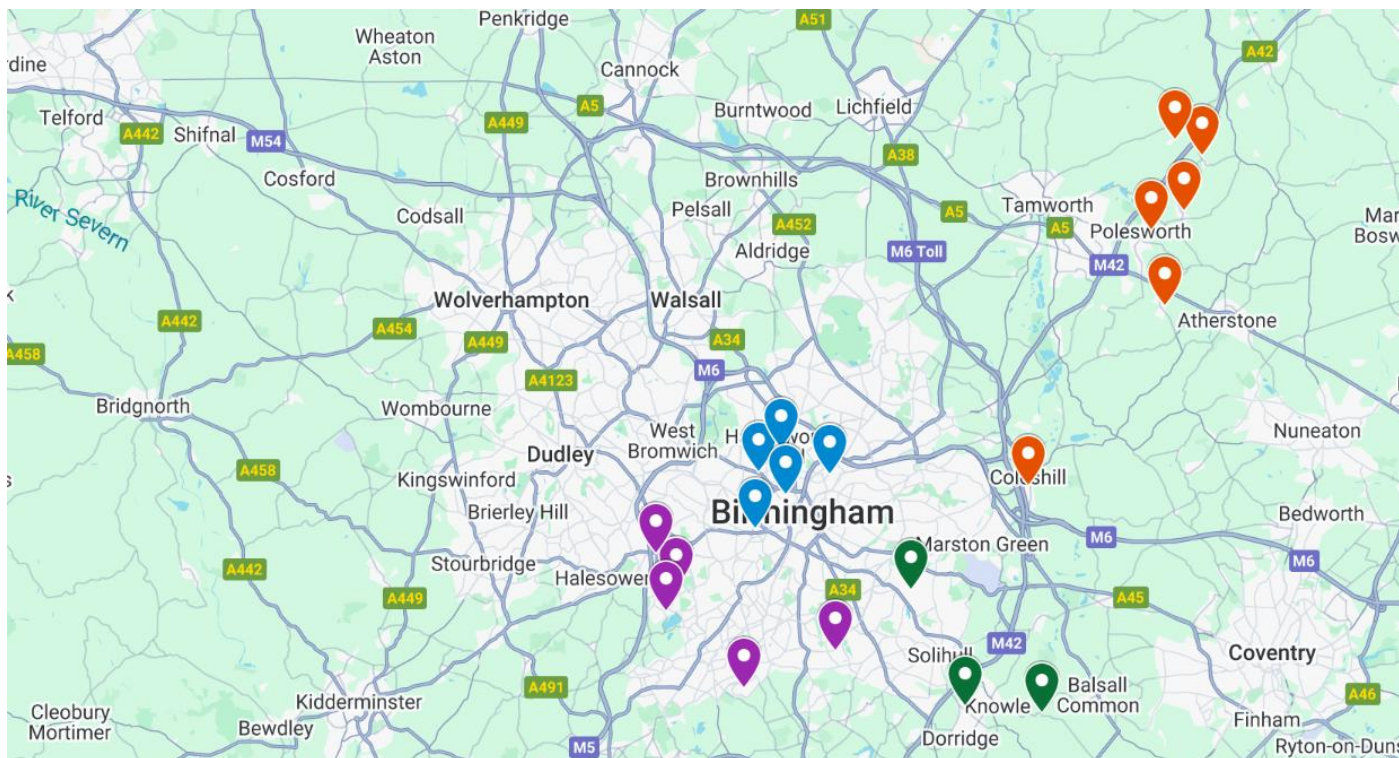 Penkridge
A51
Wheaton
Aston
A42
rdine
Cannock
Telford
A442
Shifnal
M54
A449
A5
Burntwood
Lichfield
Cosford
A38
Brownhills
River Severn
Codsall
Pelsall
A452
A5
Tamworth
A5
Polesworth
Mar
Bosw
Aldridge
M6 Toll
M42
k
Wolverhampton
Walsall
A442
A454
A449
A34
Atherstone
A458
M6
A4123
Bridgnorth
Wombourne
West
Bromwich
Dudley
Nuneaton
A458
Kingswinford
Brierley Hill
Birmingham
Bedworth
M6
Marston Green
Stourbridge
Halesower
M6
A442
A449
A34
A45
M42
Solihull
Coventry
A491
Knowle
Balsall
Common
A46
Kidderminster
Cleobury
Mortimer
Bewdley
M5
Dorridge
Finham
Ryton-on-Duns